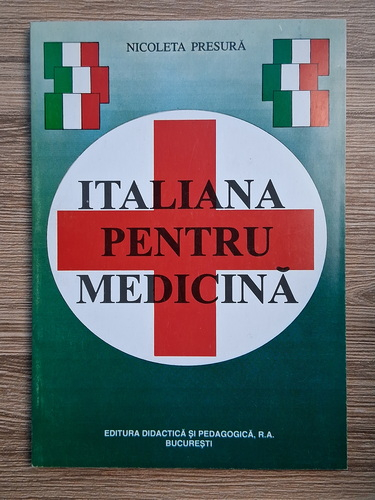 NICOLETA PRESURĂ
ITALIANA
PENTRU
MEDICINĂ
EDITURA DIDACTICĂ ȘI PEDAGOGICĂ, R.A.
BUCUREȘTI